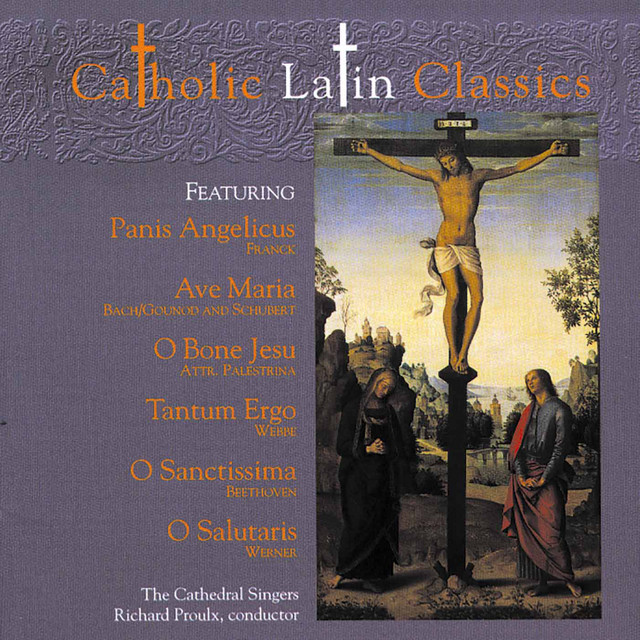 Catholic Latin Classics
FEATURING
Panis Angelicus
FRANCK
Ave Maria
BACH/GOUNOD AND SCHUBERT
O Bone Jesu
ATTR. PALESTRINA
Tantum Ergo
WEBBE
O Sanctissima
BEETHOVEN
O Salutaris
WERNER
The Cathedral Singers
Richard Proulx, conductor